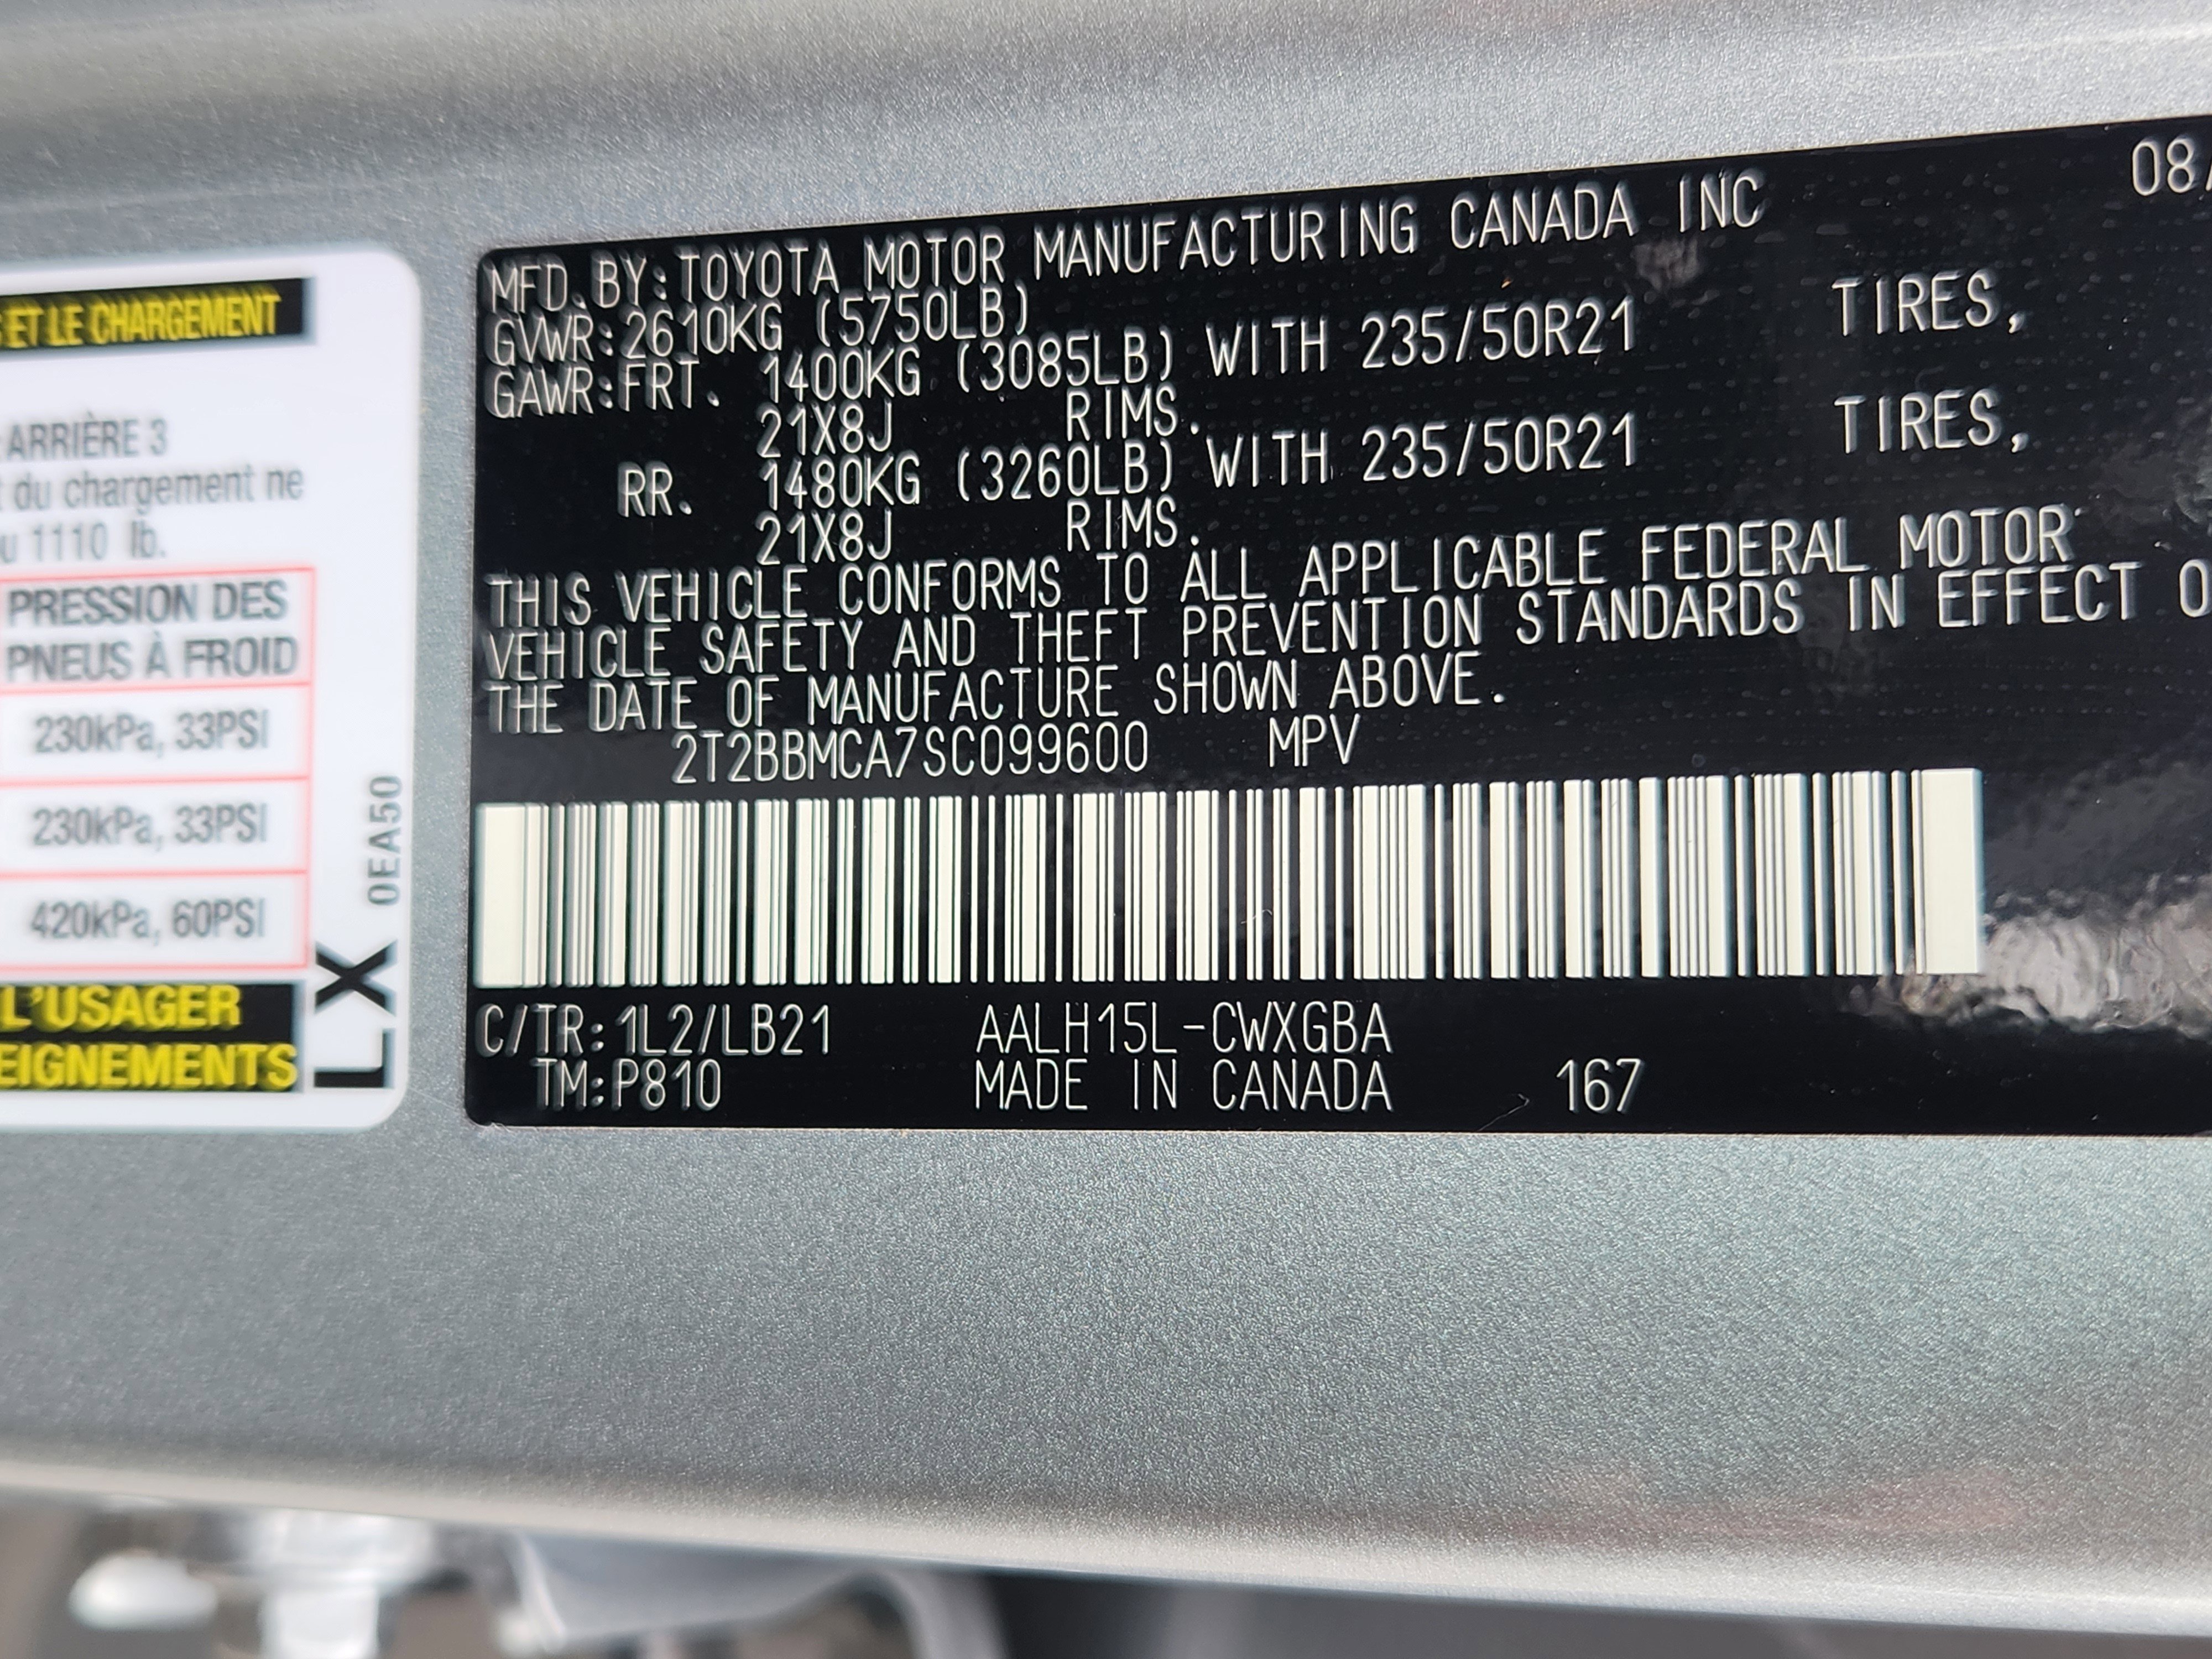 ET LE CHARGEMENT
ARRIÈRE 3
du chargement ne
1110 lb.
PRESSION DES
PNEUS À FROID
230kPa, 33PSI
230kPa, 33PSI
420kPa, 60PSI
L'USAGER
EIGNEMENTS
LX 0EA50
08/
MFD.BY:TOYOTA MOTOR MANUFACTURING CANADA INC
GVWR:2610KG (5750LB)
GAWR:FRT. 1400KG (3085LB) WITH 235/50R21 TIRES,
21X8J RIMS.
RR. 1480KG (3260LB) WITH 235/50R21 TIRES,
21X8J RIMS.
THIS VEHICLE CONFORMS TO ALL APPLICABLE FEDERAL MOTOR
VEHICLE SAFETY AND THEFT PREVENTION STANDARDS IN EFFECT O
THE DATE OF MANUFACTURE SHOWN ABOVE.
2T2BBMCA7SC099600 MPV
C/TR:1L2/LB21 AALH15L-CWXGBA
TM:P810 MADE IN CANADA 167